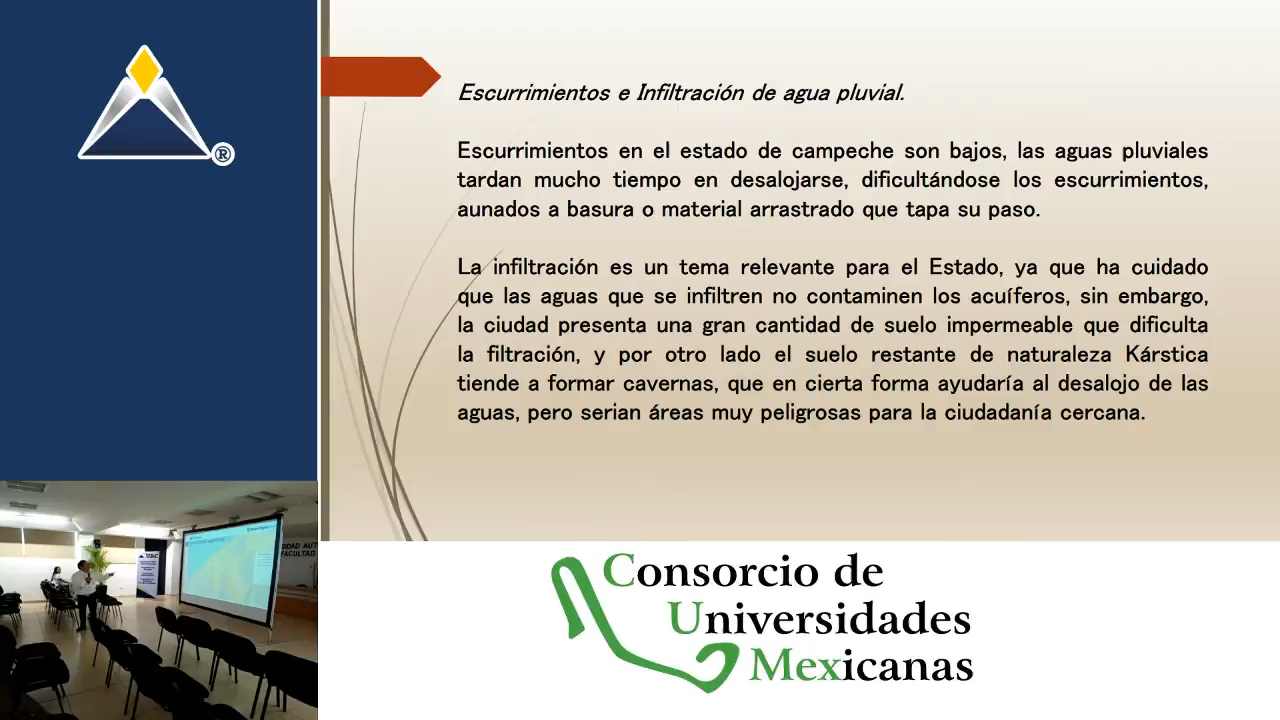 ®
Escurrimientos e Infiltración de agua pluvial.
Escurrimientos en el estado de campeche son bajos, las aguas pluviales
tardan mucho tiempo en desalojarse, dificultándose los escurrimientos,
aunados a basura o material arrastrado que tapa su paso.
La infiltración es un tema relevante para el Estado, ya que ha cuidado
que las aguas que se infiltren no contaminen los acuíferos, sin embargo,
la ciudad presenta una gran cantidad de suelo impermeable que dificulta
la filtración, y por otro lado el suelo restante de naturaleza Kárstica
tiende a formar cavernas, que en cierta forma ayudaría al desalojo de las
aguas, pero serian áreas muy peligrosas para la ciudadanía cercana.
Consorcio de
Universidades
Mexicanas